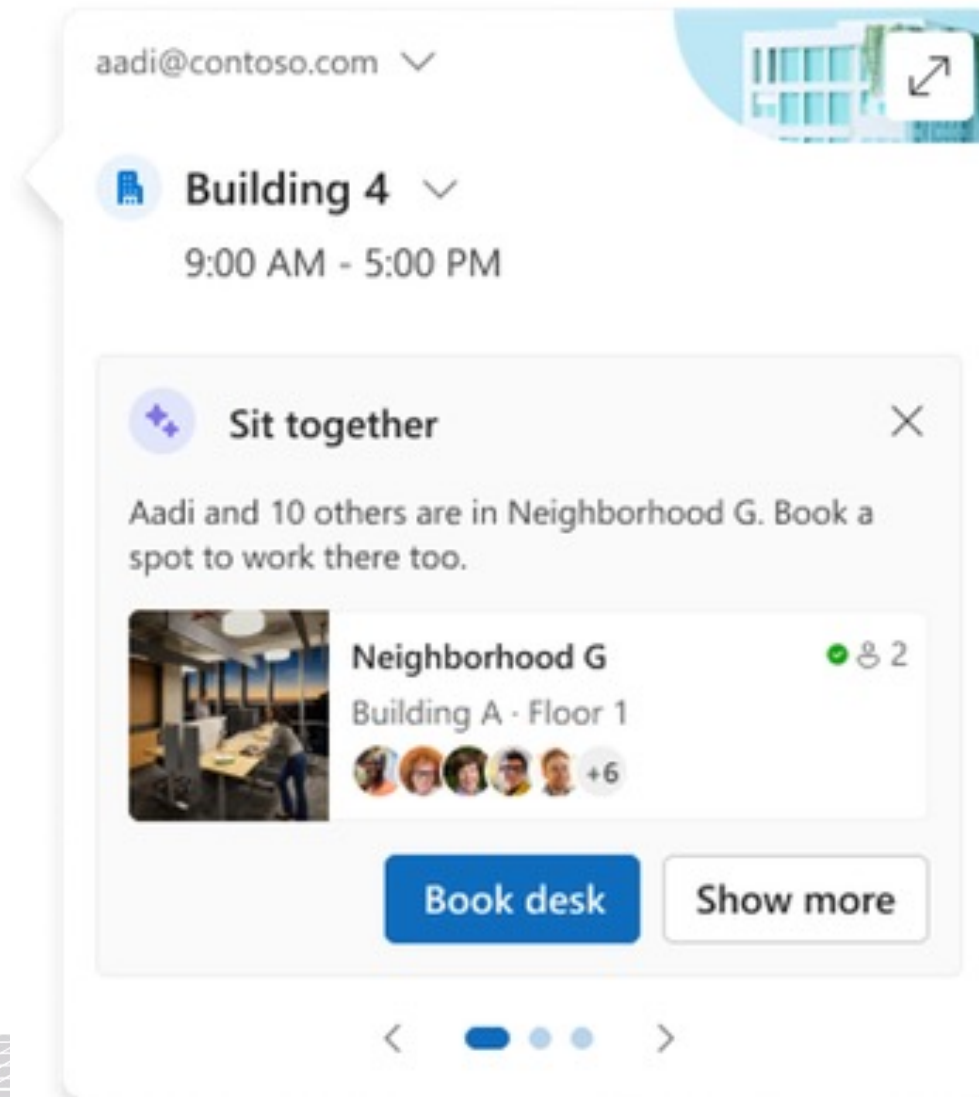 aadi@contoso.com
Building 4
9:00 AM - 5:00 PM
Sit together
Aadi and 10 others are in Neighborhood G. Book a
spot to work there too.
Neighborhood G
2
Building A · Floor 1
+6
Book desk
Show more